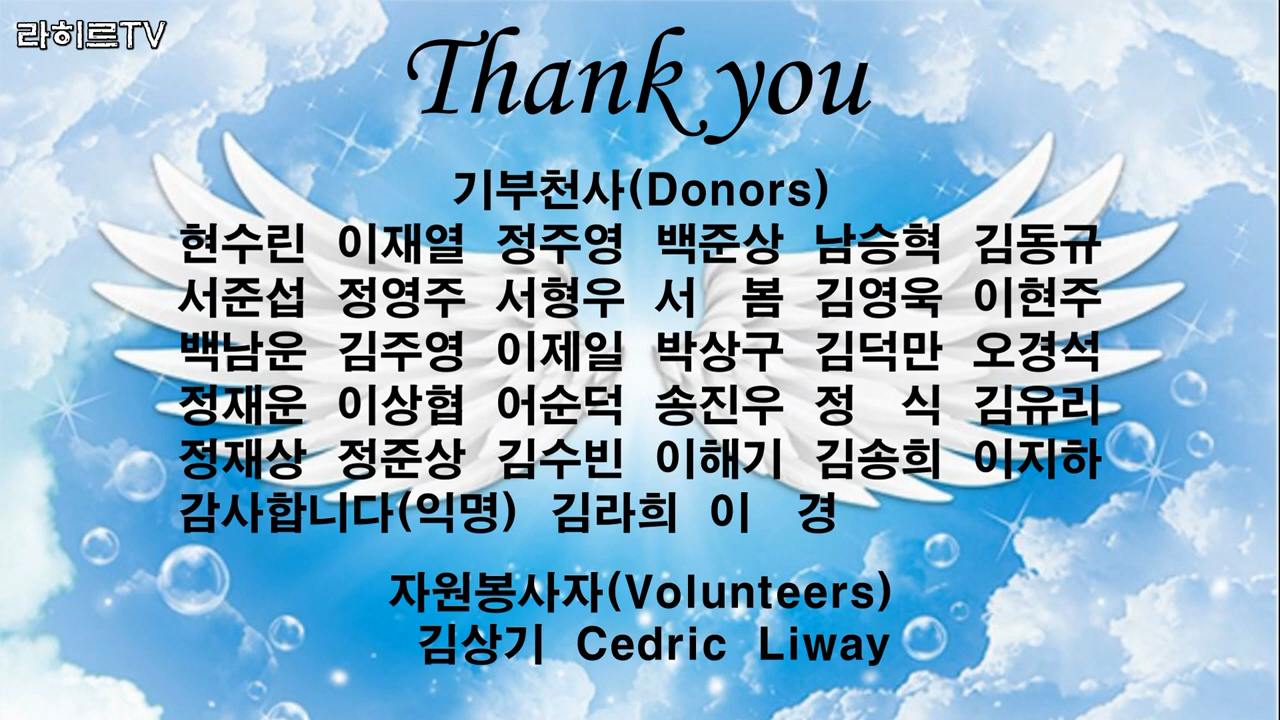 라히르TV
Thank you
기부천사(Donors)
현수린 이재열 정주영 백준상 남승혁 김동규
서준섭 정영주 서형우 서 봄 김영욱 이현주
백남운 김주영 이제일 박상구 김덕만 오경석
정재운 이상협 어순덕 송진우 정 식 김유리
정재상 정준상 김수빈 이해기 김송희 이지하
감사합니다(익명) 김라희 이 경
자원봉사자(Volunteers)
김상기 Cedric Liway